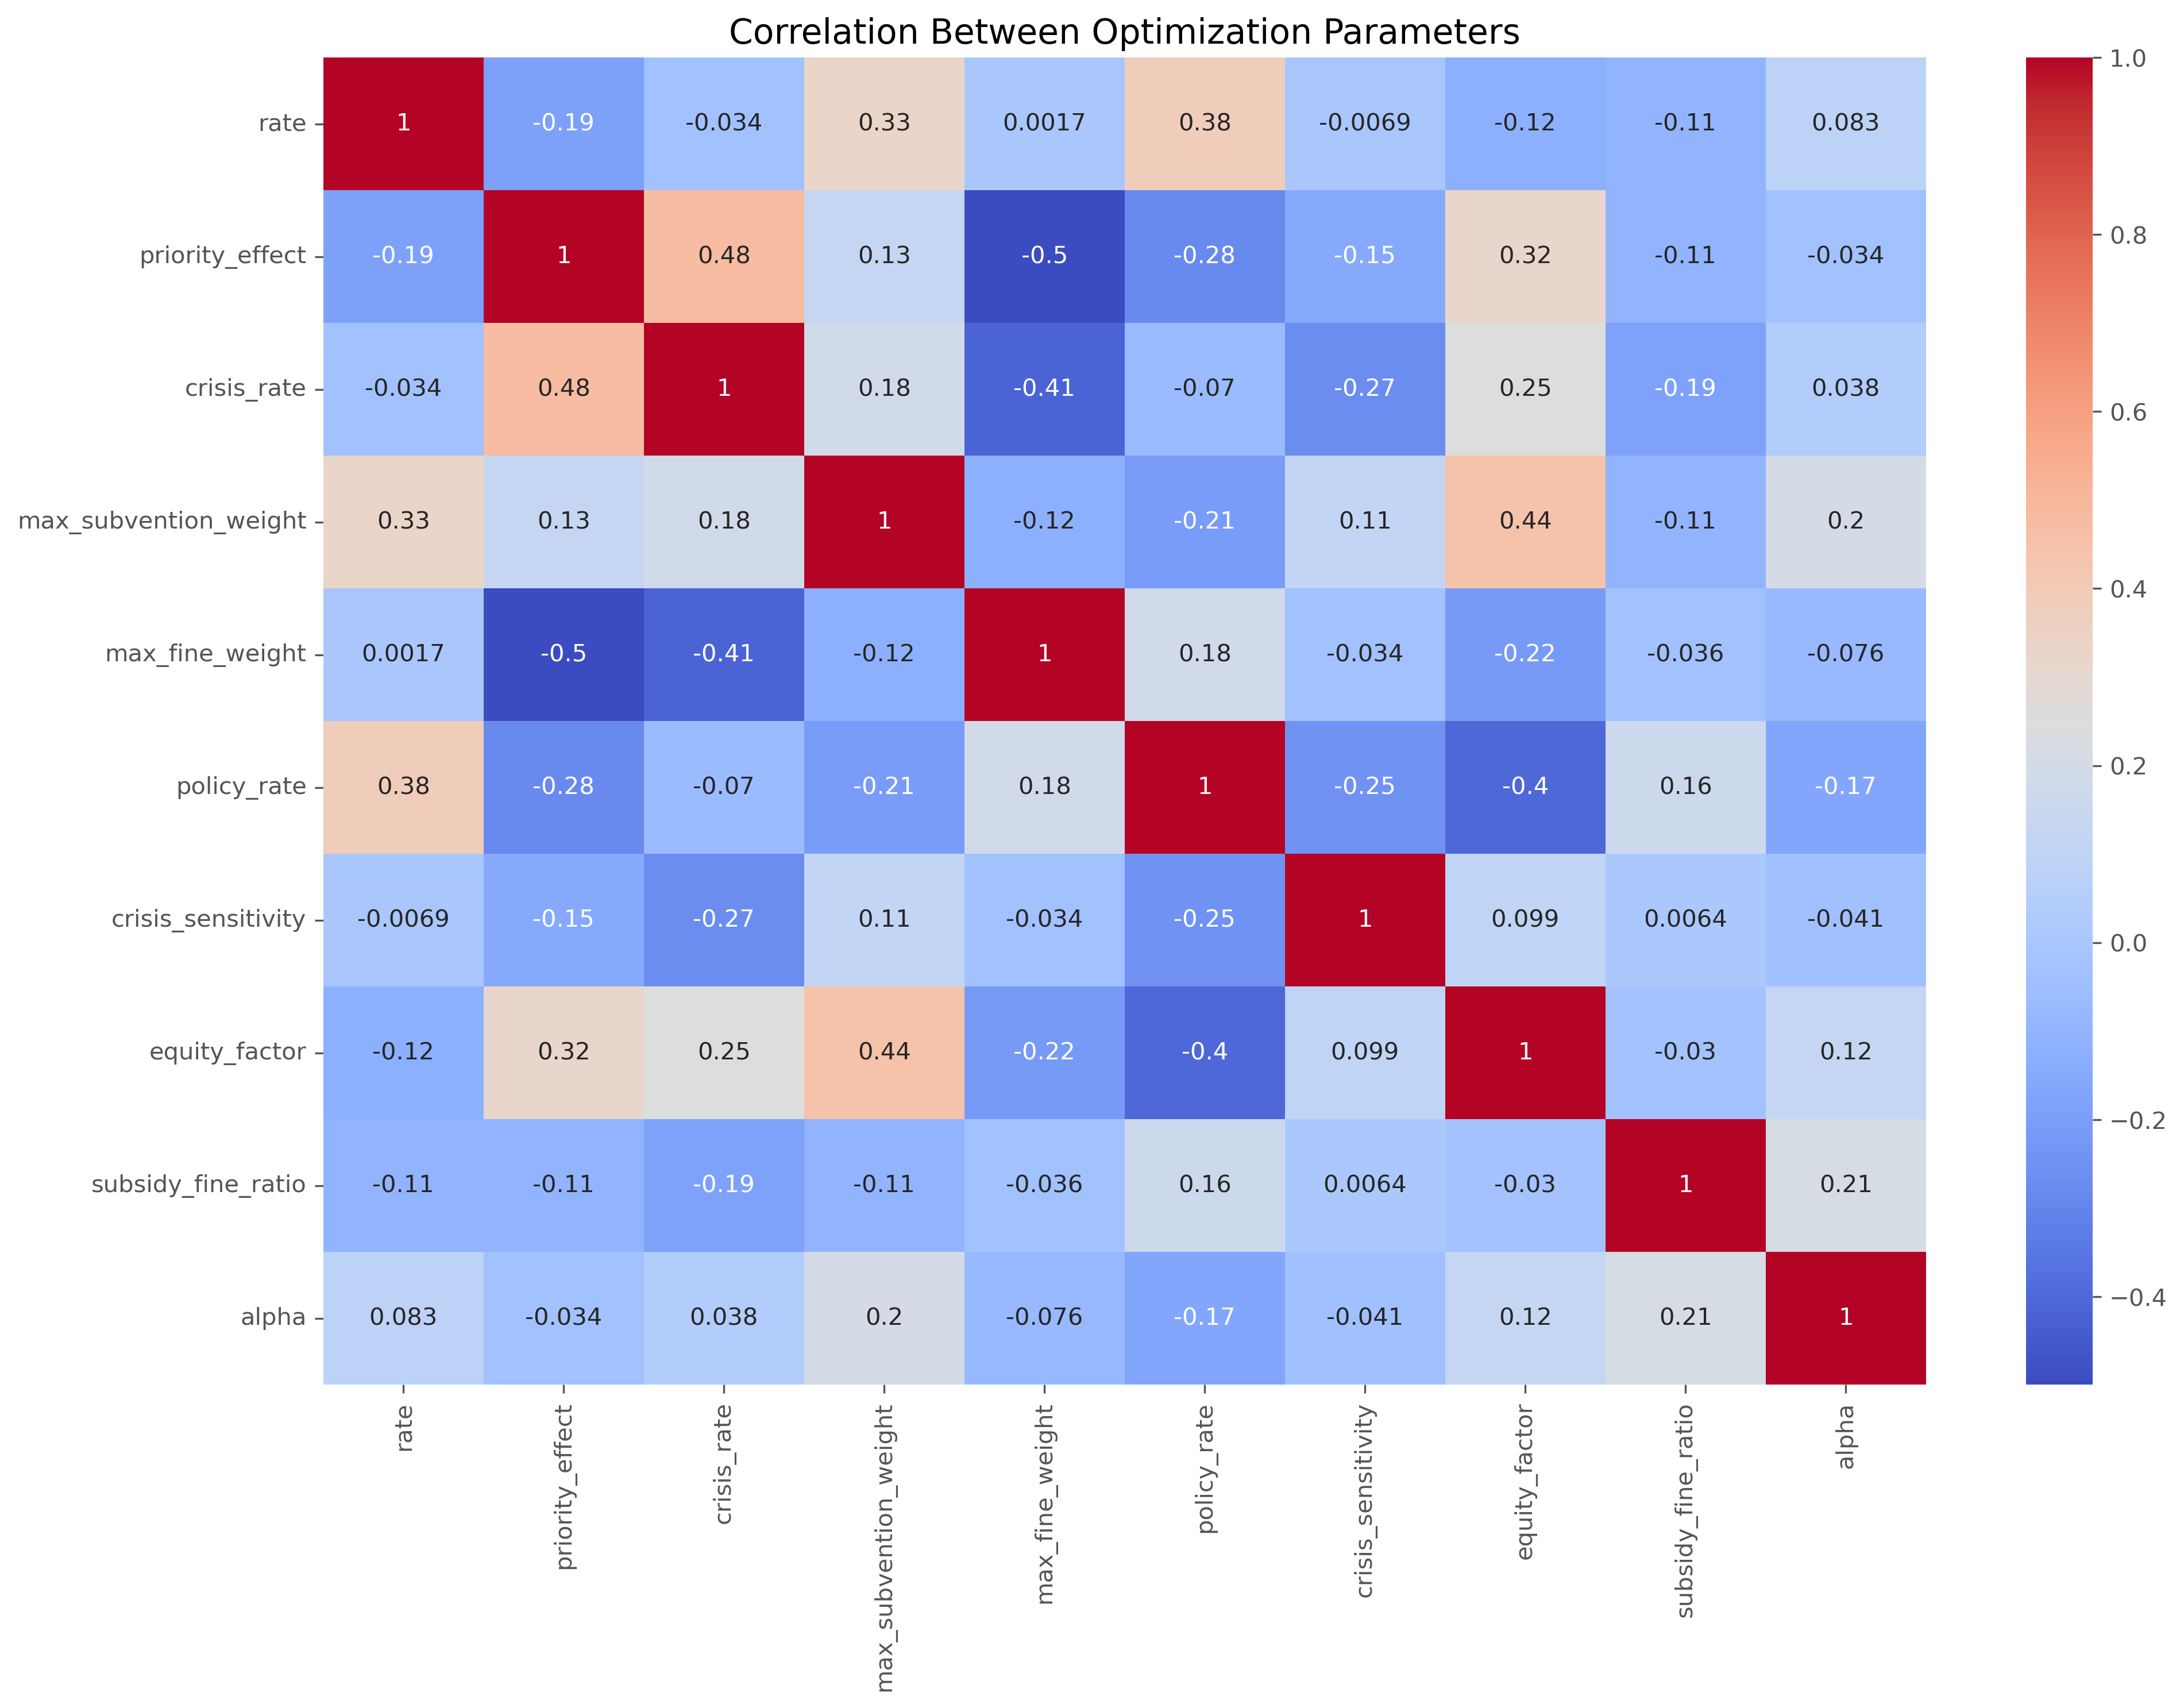 Correlation Between Optimization Parameters
rate 1 -0.19 -0.034 0.33 0.0017 0.38 -0.0069 -0.12 -0.11 0.083
priority_effect -0.19 1 0.48 0.13 -0.5 -0.28 -0.15 0.32 -0.11 -0.034
crisis_rate -0.034 0.48 1 0.18 -0.41 -0.07 -0.27 0.25 -0.19 0.038
max_subvention_weight 0.33 0.13 0.18 1 -0.12 -0.21 0.11 0.44 -0.11 0.2
max_fine_weight 0.0017 -0.5 -0.41 -0.12 1 0.18 -0.034 -0.22 -0.036 -0.076
policy_rate 0.38 -0.28 -0.07 -0.21 0.18 1 -0.25 -0.4 0.16 -0.17
crisis_sensitivity -0.0069 -0.15 -0.27 0.11 -0.034 -0.25 1 0.099 0.0064 -0.041
equity_factor -0.12 0.32 0.25 0.44 -0.22 -0.4 0.099 1 -0.03 0.12
subsidy_fine_ratio -0.11 -0.11 -0.19 -0.11 -0.036 0.16 0.0064 -0.03 1 0.21
alpha 0.083 -0.034 0.038 0.2 -0.076 -0.17 -0.041 0.12 0.21 1
rate
priority_effect
crisis_rate
max_subvention_weight
max_fine_weight
policy_rate
crisis_sensitivity
equity_factor
subsidy_fine_ratio
alpha
1.0
0.8
0.6
0.4
0.2
0.0
−0.2
−0.4